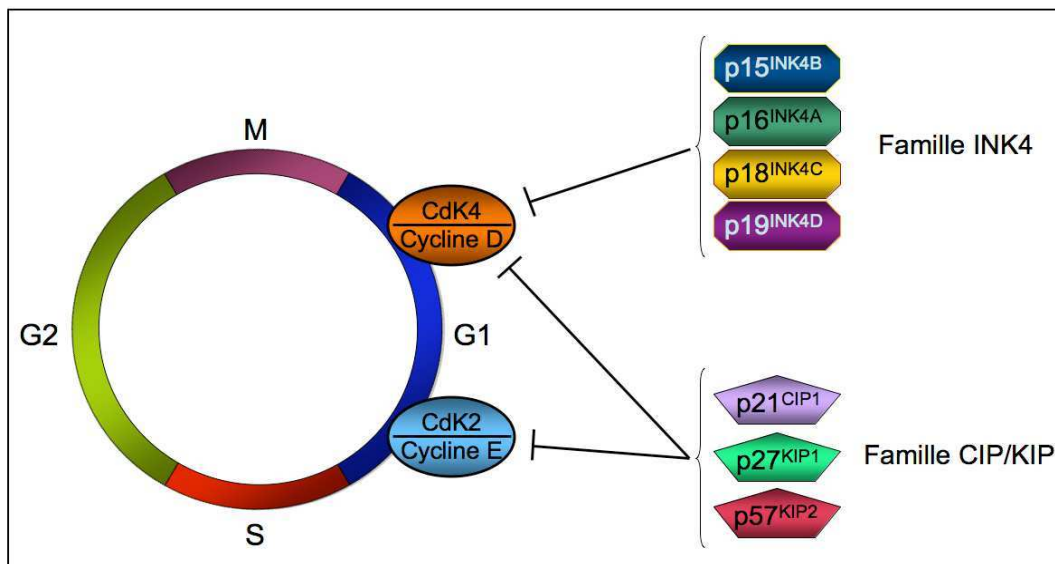 M
G2
G1
S
CdK4
Cycline D
CdK2
Cycline E
p15INK4B
p16INK4A
p18INK4C
p19INK4D
Famille INK4
p21CIP1
p27KIP1
p57KIP2
Famille CIP/KIP